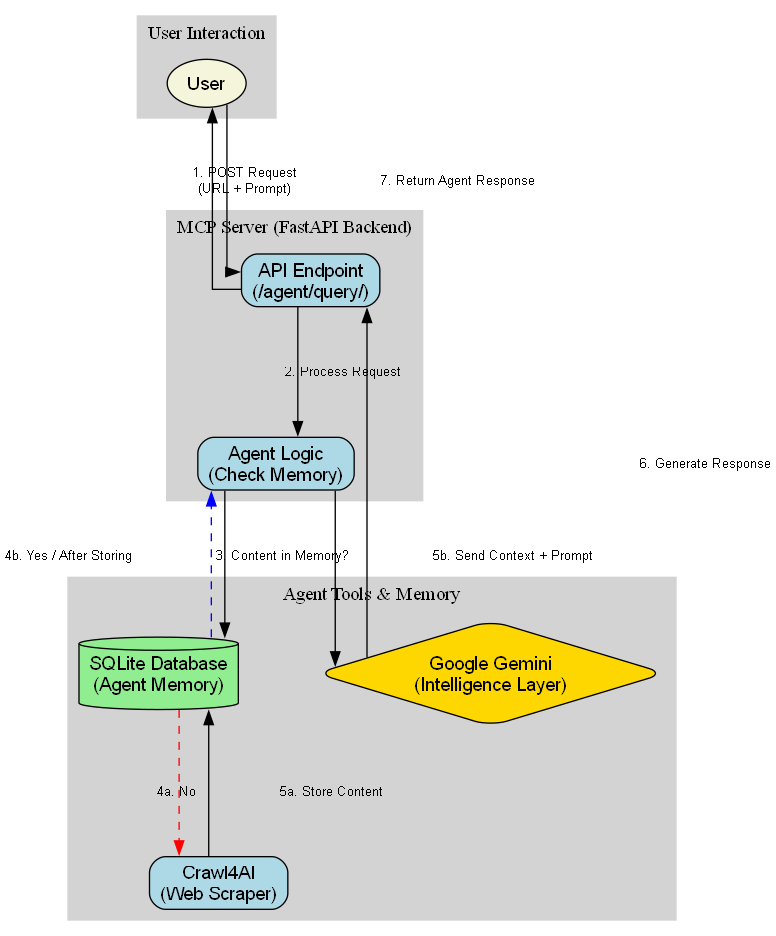 User Interaction
User
1. POST Request
(URL + Prompt)
7. Return Agent Response
MCP Server (FastAPI Backend)
API Endpoint
(/agent/query/)
2. Process Request
Agent Logic
(Check Memory)
6. Generate Response
4b. Yes / After Storing
3. Content in Memory?
5b. Send Context + Prompt
Agent Tools & Memory
SQLite Database
(Agent Memory)
Google Gemini
(Intelligence Layer)
4a. No
5a. Store Content
Crawl4AI
(Web Scraper)